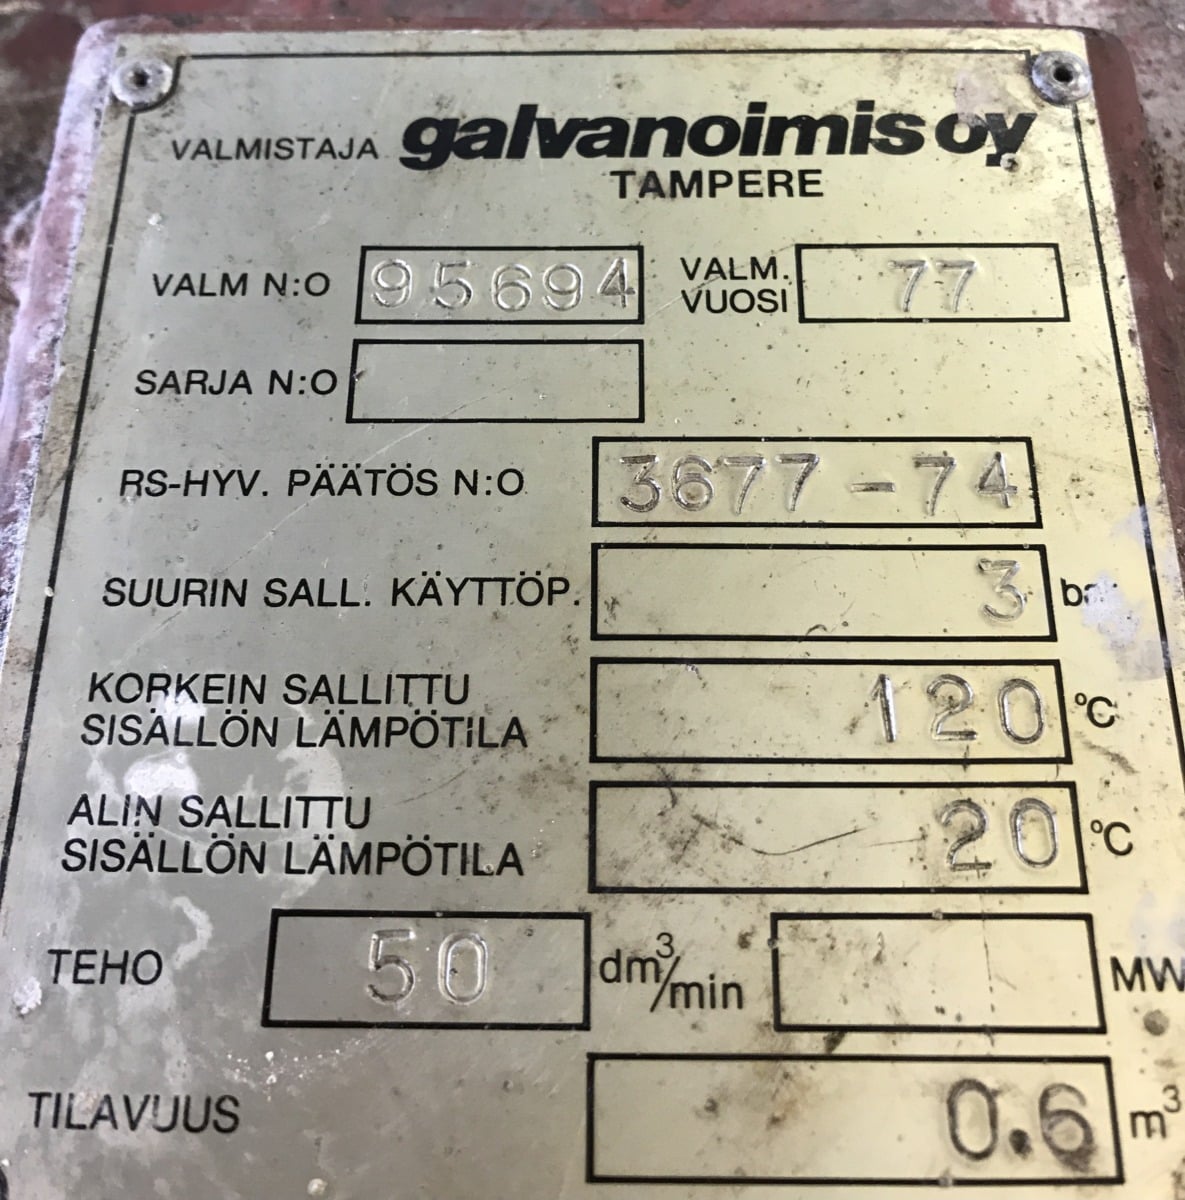 VALMISTAJA galvanoimis oy
TAMPERE
VALM N:O 95694 VALM. VUOSI 77
SARJA N:O
RS-HYV. PÄÄTÖS N:O 3677-74
SUURIN SALL. KÄYTTÖP. 3 bar
KORKEIN SALLITTU
SISÄLLÖN LÄMPÖTILA 120 °C
ALIN SALLITTU
SISÄLLÖN LÄMPÖTILA 20 °C
TEHO 50 dm³/min MW
TILAVUUS 0.6 m³